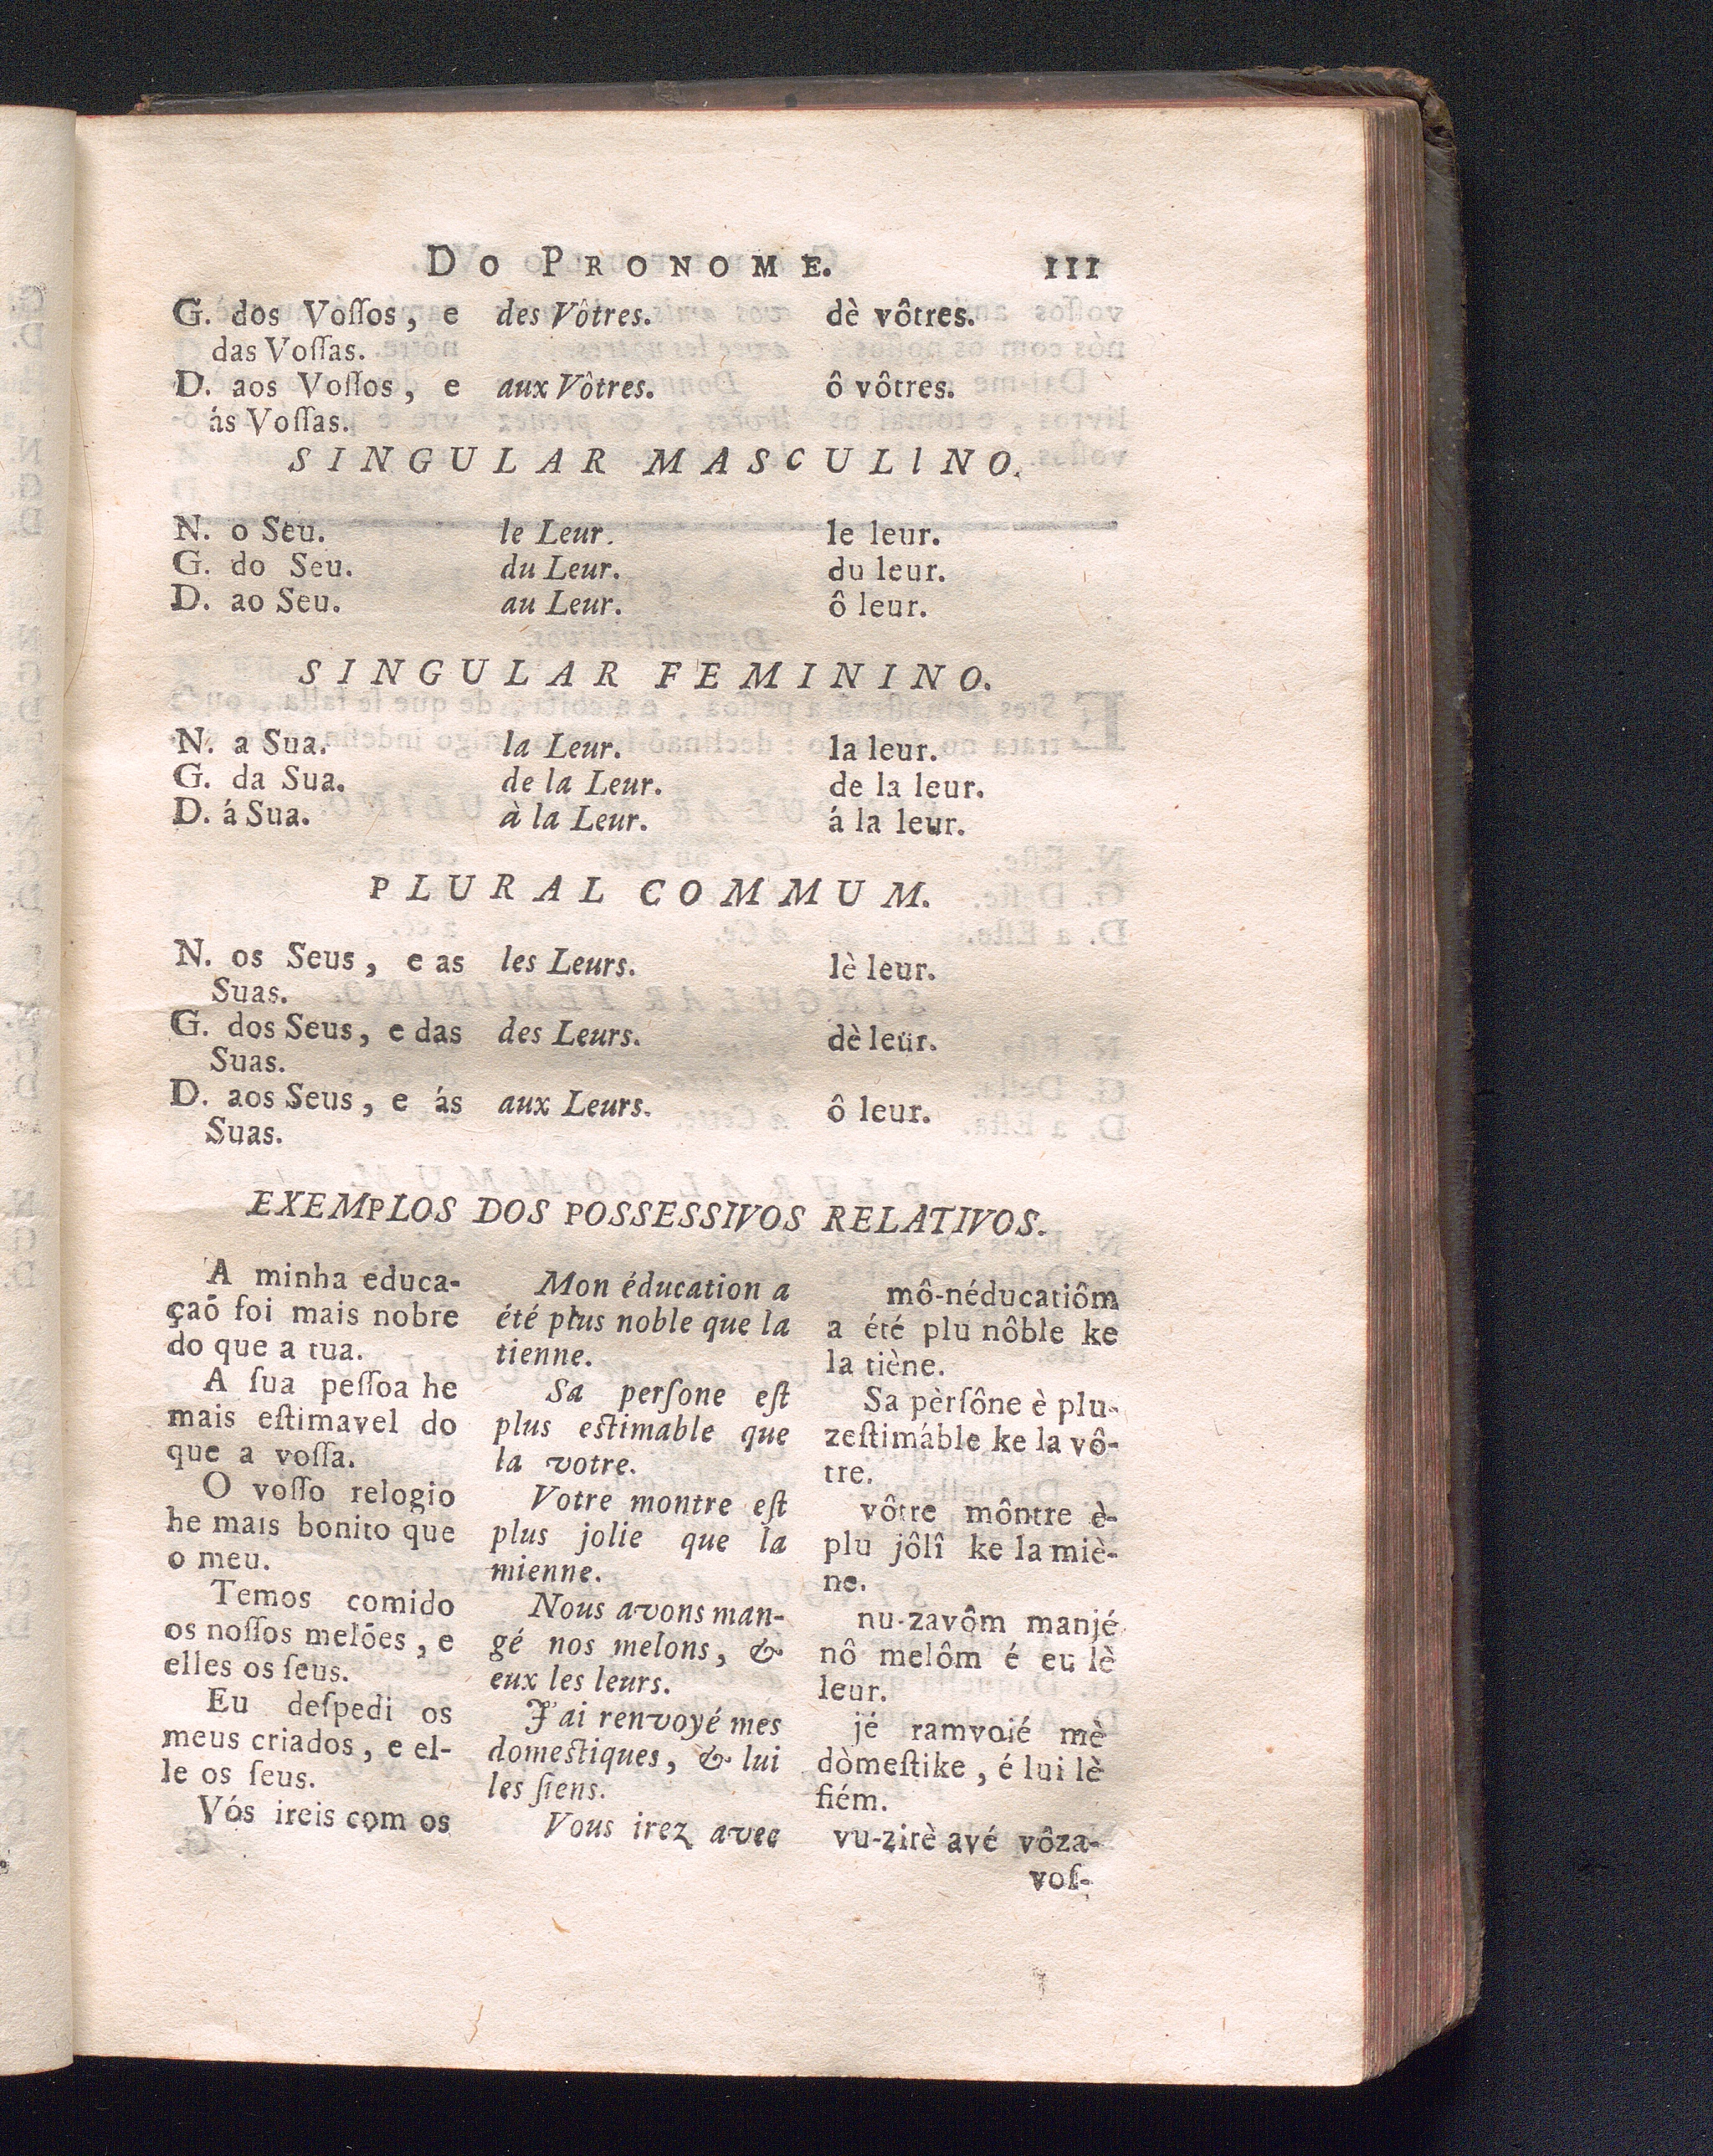 Do Pronome. 111
G. dos Voſſos, e des Vôtres. dè vôtres.
das Voſſas.
D. aos Voſſos, e aux Vôtres. ô vôtres.
ás Voſſas.
SINGULAR MASCULINO.
N. o Seu. le Leur. le leur.
G. do Seu. du Leur. du leur.
D. ao Seu. au Leur. ô leur.
SINGULAR FEMININO.
N. a Sua. la Leur. la leur.
G. da Sua. de la Leur. de la leur.
D. á Sua. à la Leur. á la leur.
PLURAL COMMUM.
N. os Seus, e as les Leurs. lè leur.
Suas.
G. dos Seus, e das des Leurs. dè leur.
Suas.
D. aos Seus, e ás aux Leurs. ô leur.
Suas.
EXEMPLOS DOS POSSESSIVOS RELATIVOS.
A minha educa-
çaõ foi mais nobre
do que a tua.
A ſua peſſoa he
mais eſtimavel do
que a voſſa.
O voſſo relogio
he mais bonito que
o meu.
Temos comido
os noſſos melões, e
elles os ſeus.
Eu deſpedi os
meus criados, e el-
le os ſeus.
Vós ireis com os
Mon éducation a
été plus noble que la
tienne.
Sa perſone eſt
plus eſtimable que
la votre.
Votre montre eſt
plus jolie que la
mienne.
Nous avons man-
gé nos melons, &
eux les leurs.
J'ai renvoyé mes
domeſtiques, & lui
les ſiens.
Vous irez avec
mô-néducatiôm
a été plu nôble ke
la tiène.
Sa pèrſône è plu-
zeſtimáble ke la vô-
tre.
vôtre môntre è-
plu jôlî ke la miè-
ne.
nu-zavôm manjé
nô melôm é eu lè
leur.
jé ramvoié mè
dòmeſtike, é lui lè
ſiém.
vu-zirè avé vôza-
voſ-